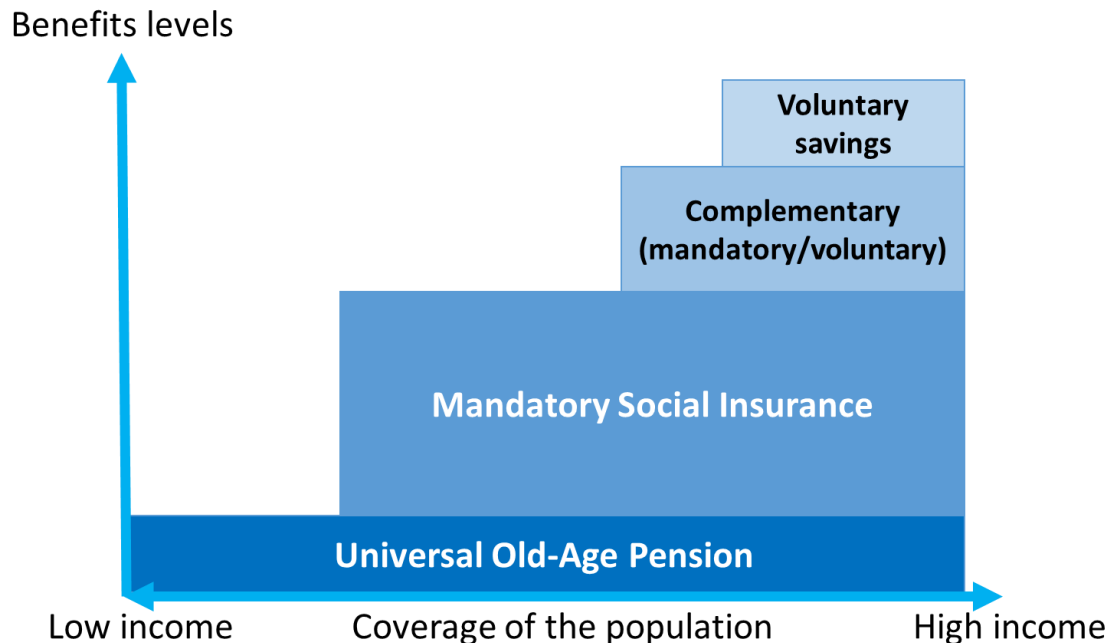 Benefits levels
Voluntary
savings
Complementary
(mandatory/voluntary)
Mandatory Social Insurance
Universal Old-Age Pension
Low income
Coverage of the population
High income